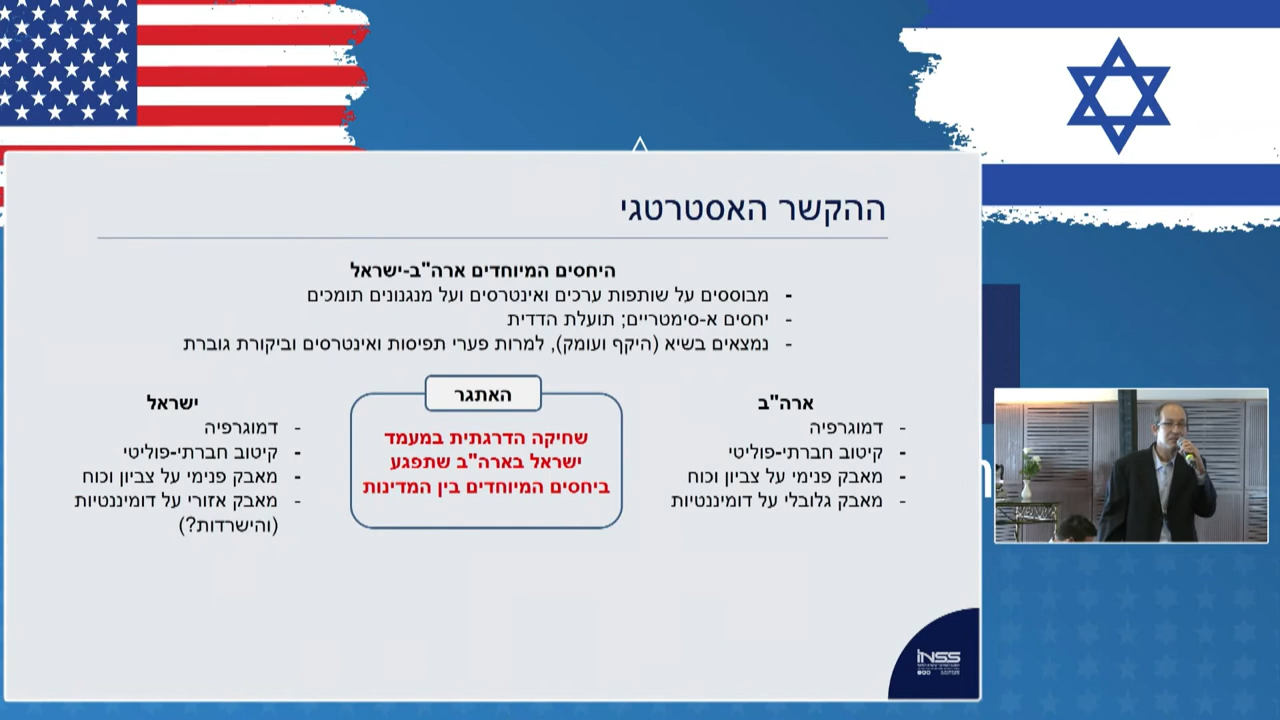 ההקשר האסטרטגי
היחסים המיוחדים ארה"ב-ישראל
- מבוססים על שותפות ערכים ואינטרסים ועל מנגנונים תומכים
- יחסים א-סימטריים; תועלת הדדית
- נמצאים בשיא (היקף ועומק), למרות פערי תפיסות ואינטרסים וביקורת גוברת
ארה"ב
- דמוגרפיה
- קיטוב חברתי-פוליטי
- מאבק פנימי על צביון וכוח
- מאבק גלובלי על דומיננטיות
האתגר
שחיקה הדרגתית במעמד
ישראל בארה"ב שתפגע
ביחסים המיוחדים בין המדינות
ישראל
- דמוגרפיה
- קיטוב חברתי-פוליטי
- מאבק פנימי על צביון וכוח
- מאבק אזורי על דומיננטיות
(והישרדות?)
iNSS